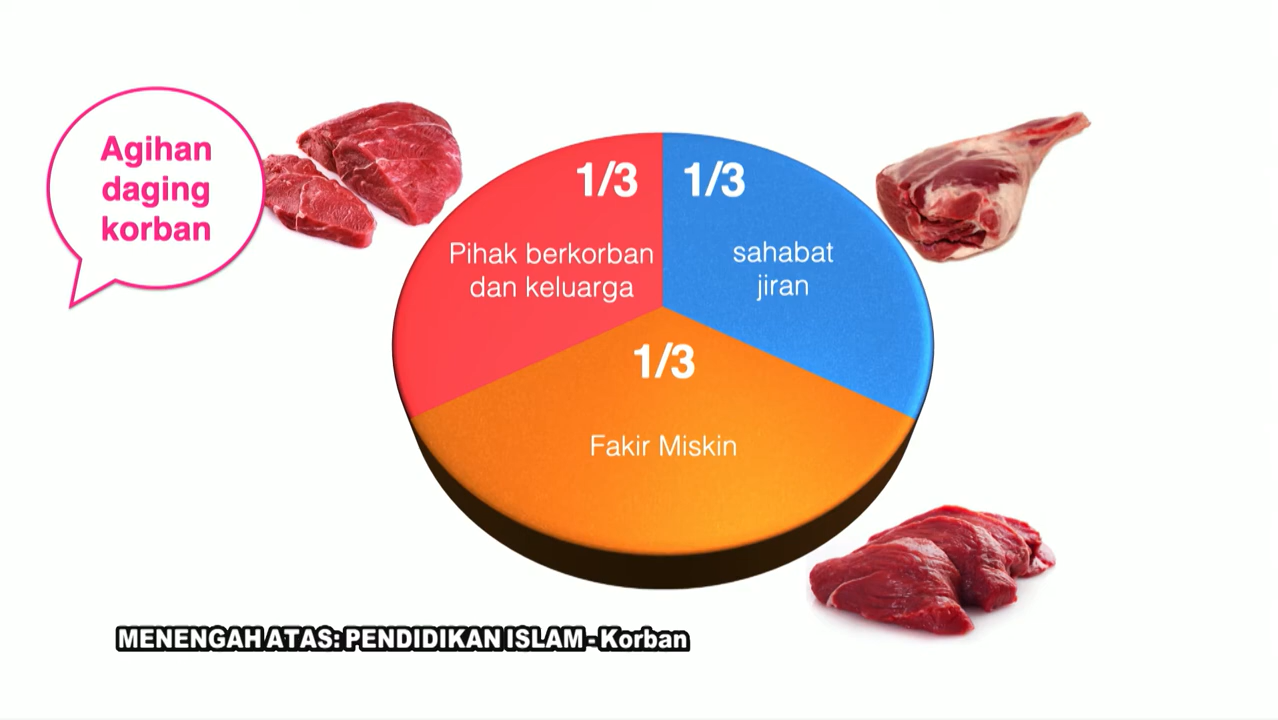 Agihan
daging
korban
1/3
Pihak berkorban
dan keluarga
1/3
sahabat
jiran
1/3
Fakir Miskin
MENENGAH ATAS: PENDIDIKAN ISLAM - Korban